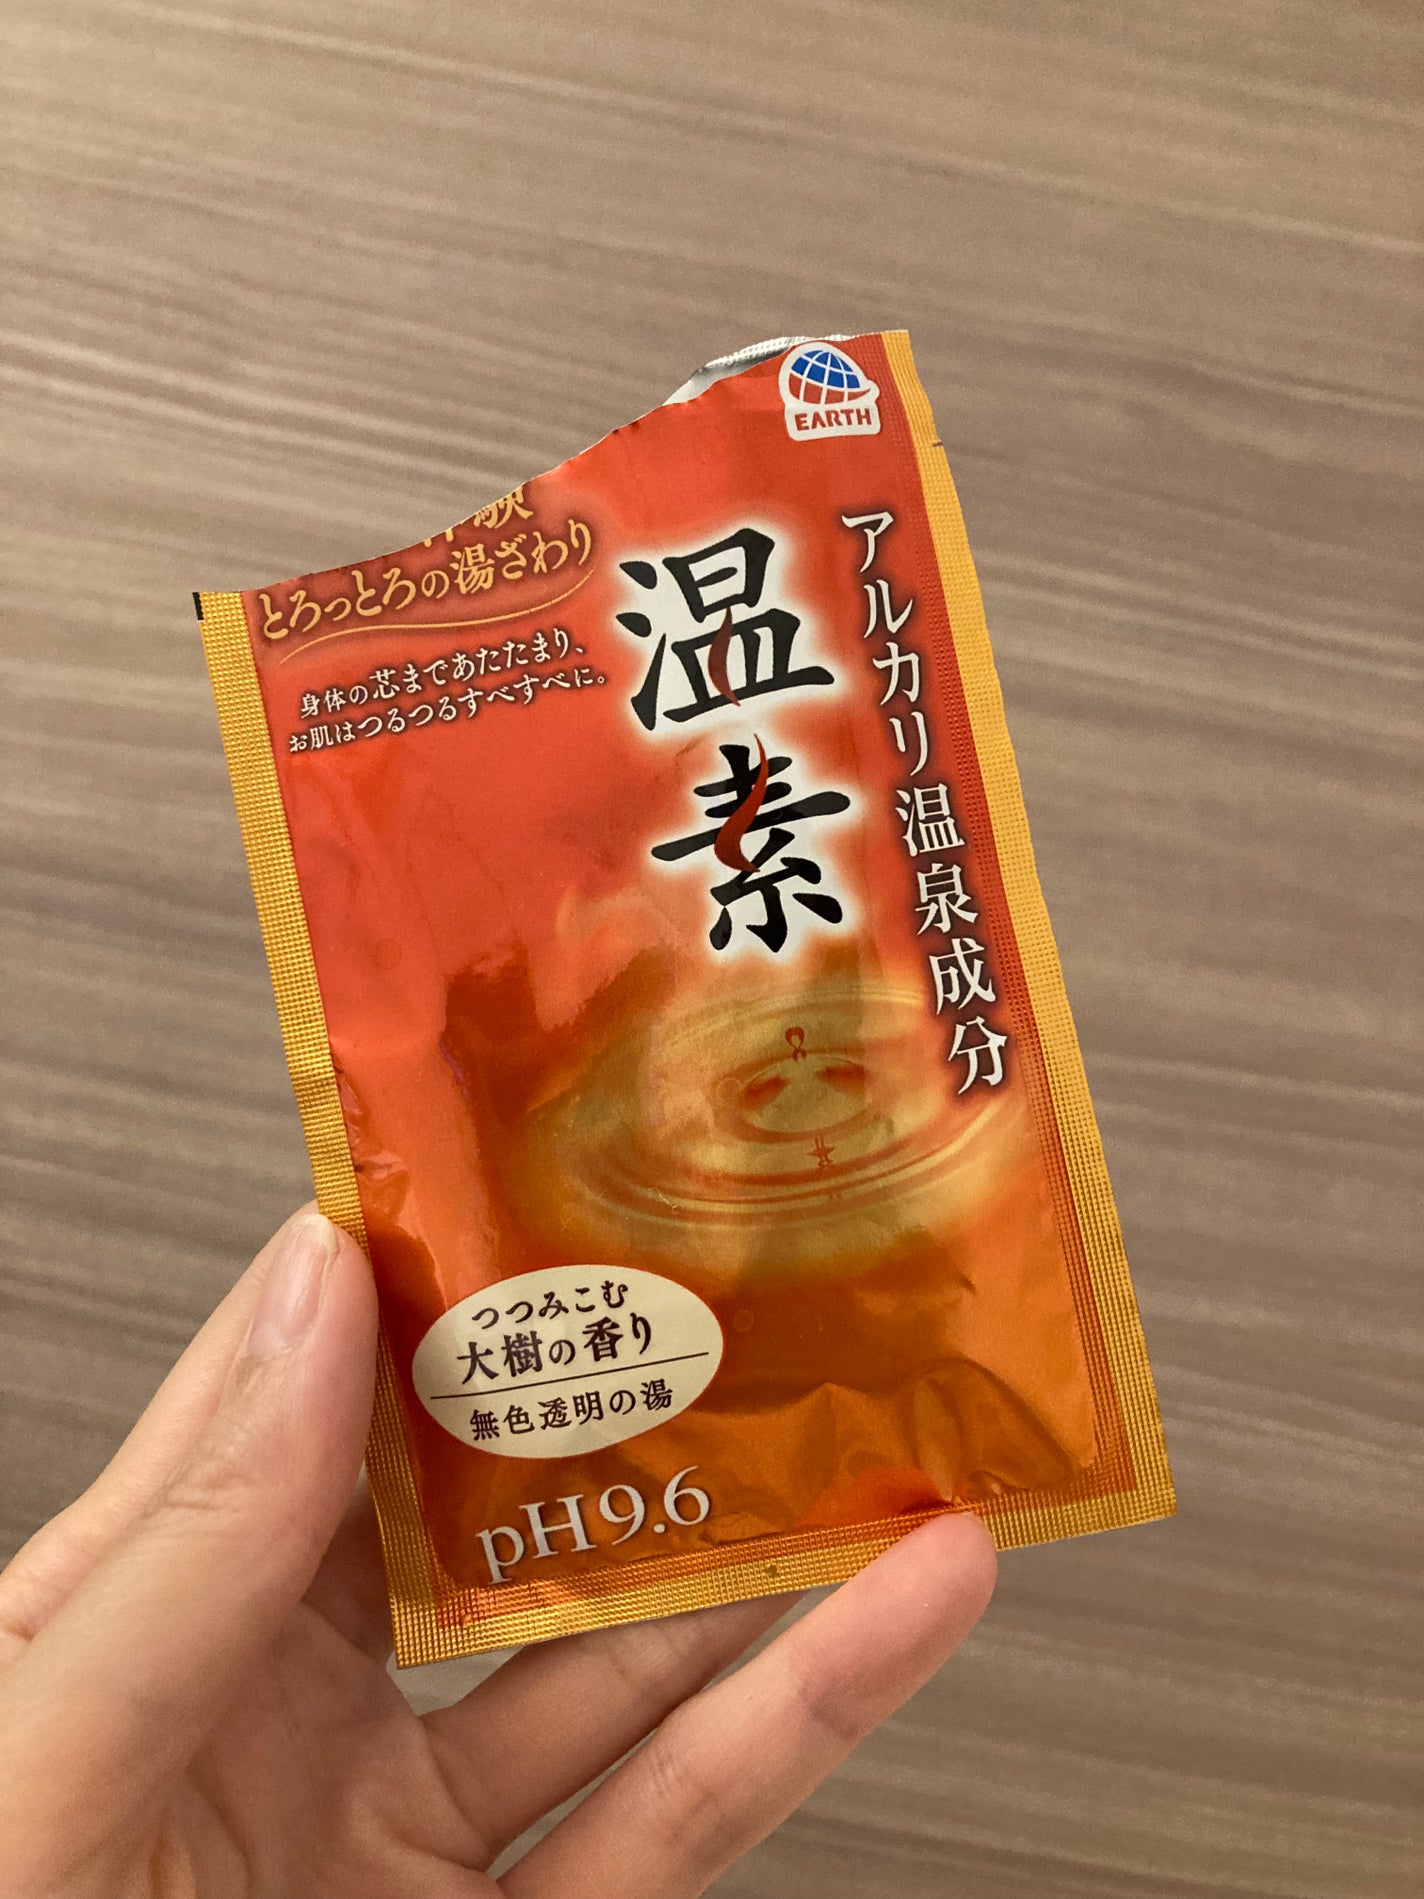 EARTH
とろっとろの湯ざわり
身体の芯まであたたまり、
お肌はつるつるすべすべに。
温素
アルカリ温泉成分
つつみこむ
大樹の香り
無色透明の湯
pH9.6